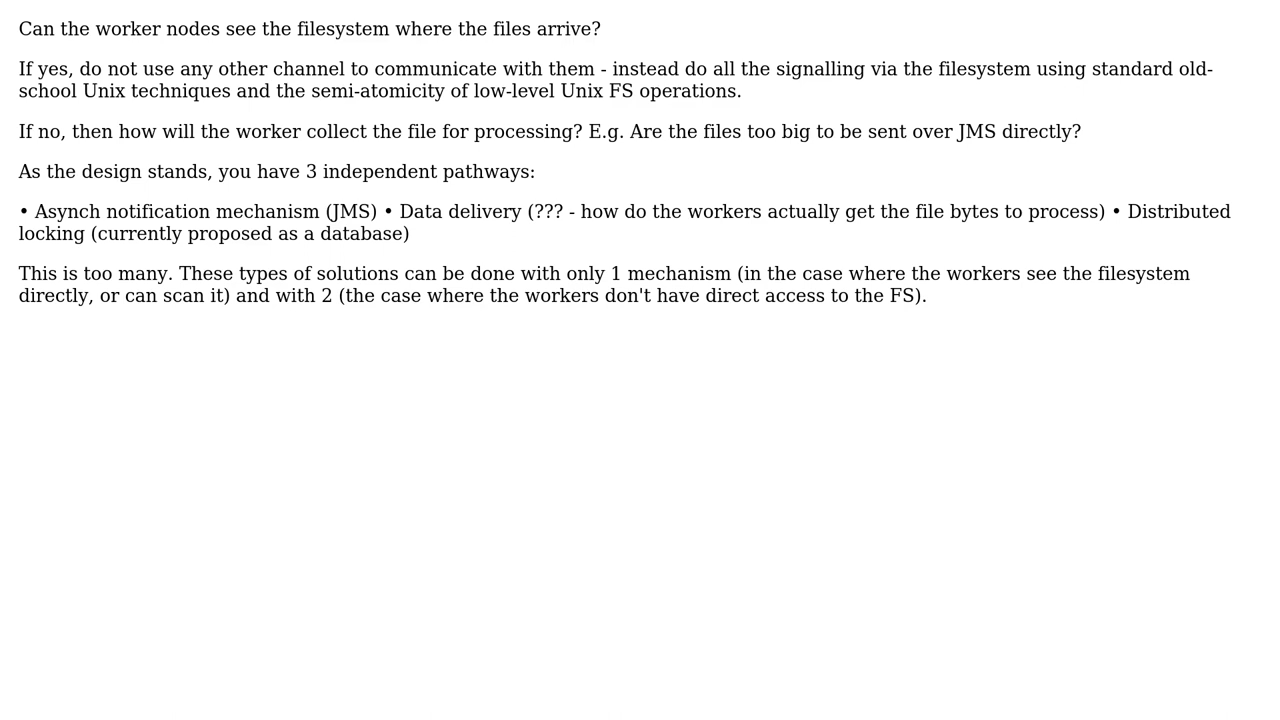 Can the worker nodes see the filesystem where the files arrive?
If yes, do not use any other channel to communicate with them - instead do all the signalling via the filesystem using standard old-
school Unix techniques and the semi-atomicity of low-level Unix FS operations.
If no, then how will the worker collect the file for processing? E.g. Are the files too big to be sent over JMS directly?
As the design stands, you have 3 independent pathways:
• Asynch notification mechanism (JMS) • Data delivery (??? - how do the workers actually get the file bytes to process) • Distributed
locking (currently proposed as a database)
This is too many. These types of solutions can be done with only 1 mechanism (in the case where the workers see the filesystem
directly, or can scan it) and with 2 (the case where the workers don't have direct access to the FS).